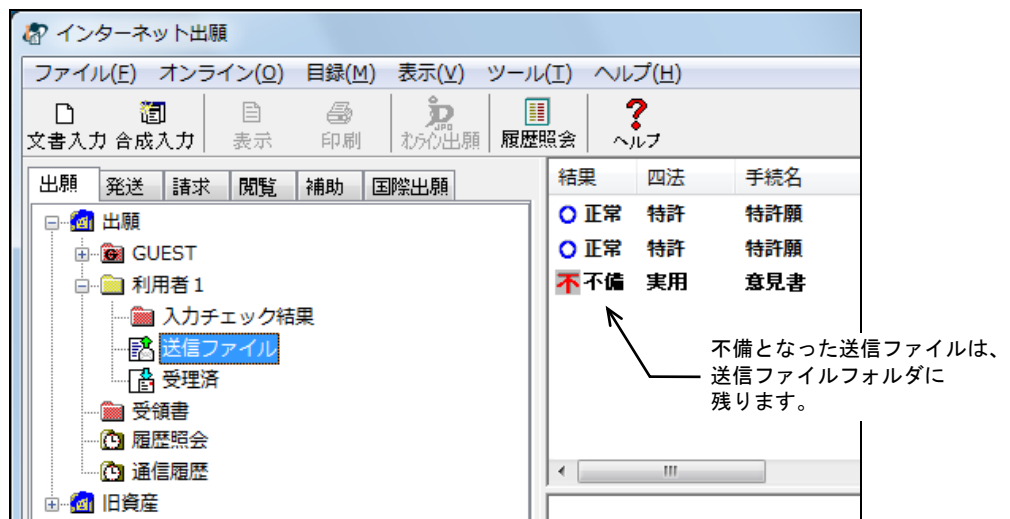 インターネット出願
ファイル(F) オンライン(O) 目録(M) 表示(V) ツール(T) ヘルプ(H)
文書入力 合成入力 表示 印刷 オンライン出願 履歴照会 ヘルプ
出願 発送 請求 閲覧 補助 国際出願
出願
GUEST
利用者1
入力チェック結果
送信ファイル
受理済
受領書
履歴照会
通信履歴
旧資産
結果 四法 手続名
正常 特許 特許願
正常 特許 特許願
不 不備 実用 意見書
不備となった送信ファイルは、
送信ファイルフォルダに
残ります。